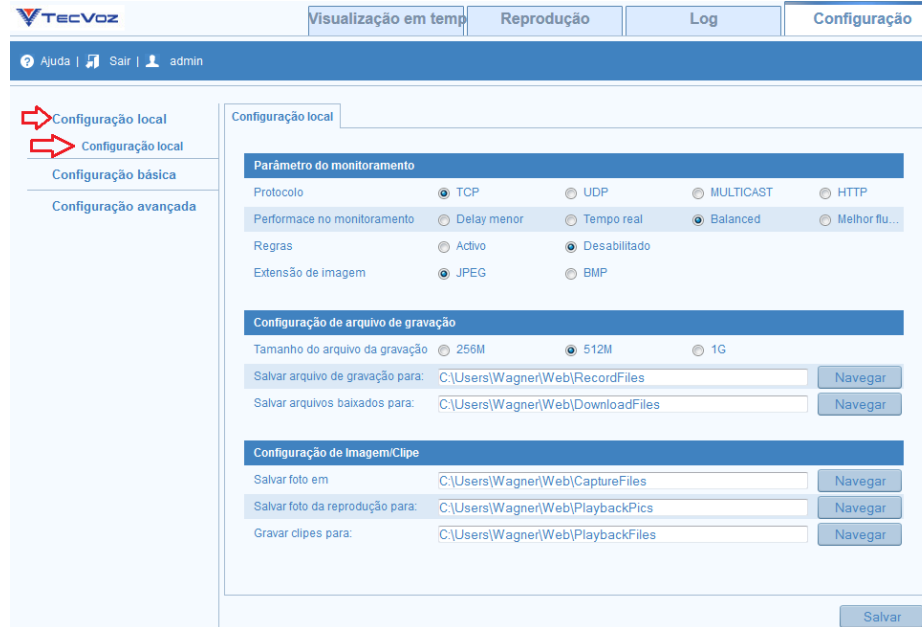 TECVOZ
Visualização em temp Reprodução Log Configuração
Ajuda | Sair | admin
Configuração local
Configuração local
Configuração básica
Configuração avançada
Configuração local
Parâmetro do monitoramento
Protocolo TCP UDP MULTICAST HTTP
Performace no monitoramento Delay menor Tempo real Balanced Melhor flu...
Regras Activo Desabilitado
Extensão de imagem JPEG BMP
Configuração de arquivo de gravação
Tamanho do arquivo da gravação 256M 512M 1G
Salvar arquivo de gravação para: C:\Users\Wagner\Web\RecordFiles Navegar
Salvar arquivos baixados para: C:\Users\Wagner\Web\DownloadFiles Navegar
Configuração de Imagem/Clipe
Salvar foto em C:\Users\Wagner\Web\CaptureFiles Navegar
Salvar foto da reprodução para: C:\Users\Wagner\Web\PlaybackPics Navegar
Gravar clipes para: C:\Users\Wagner\Web\PlaybackFiles Navegar
Salvar